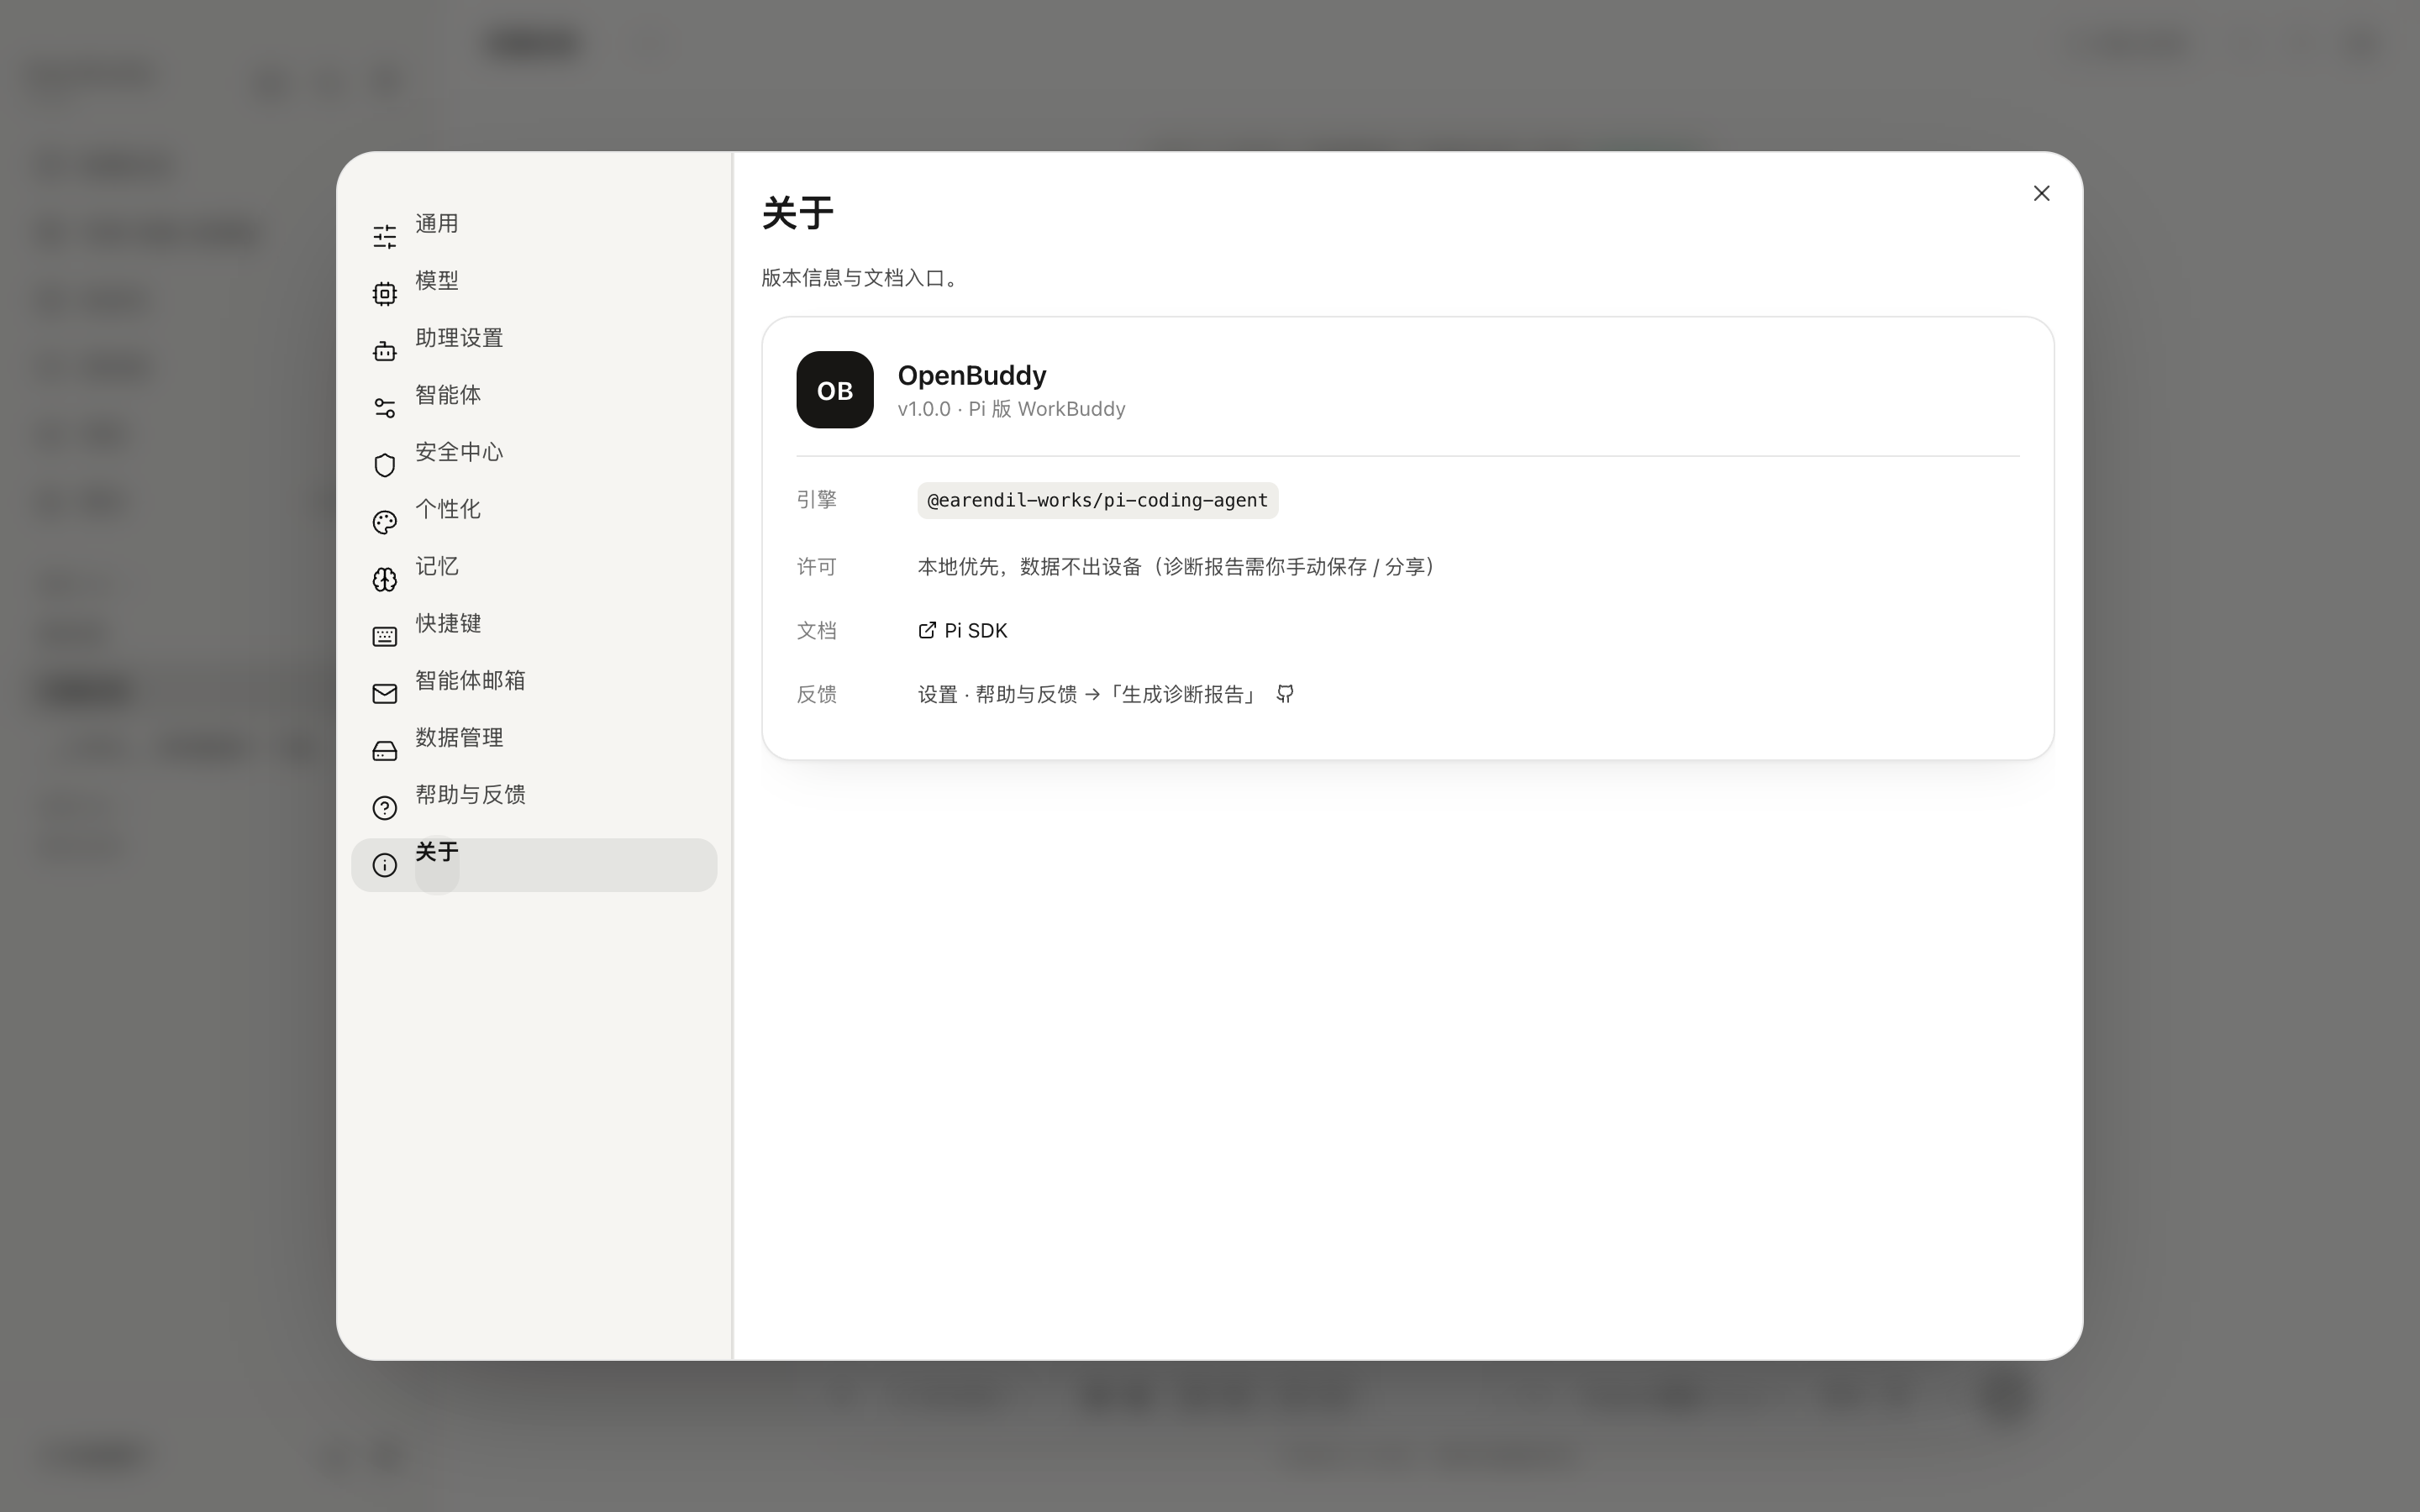 通用
模型
助理设置
智能体
安全中心
个性化
记忆
快捷键
智能体邮箱
数据管理
帮助与反馈
关于
关于
版本信息与文档入口。
OB
OpenBuddy
v1.0.0 · Pi 版 WorkBuddy
引擎 @earendil-works/pi-coding-agent
许可 本地优先，数据不出设备（诊断报告需你手动保存 / 分享）
文档 Pi SDK
反馈 设置 · 帮助与反馈 →「生成诊断报告」